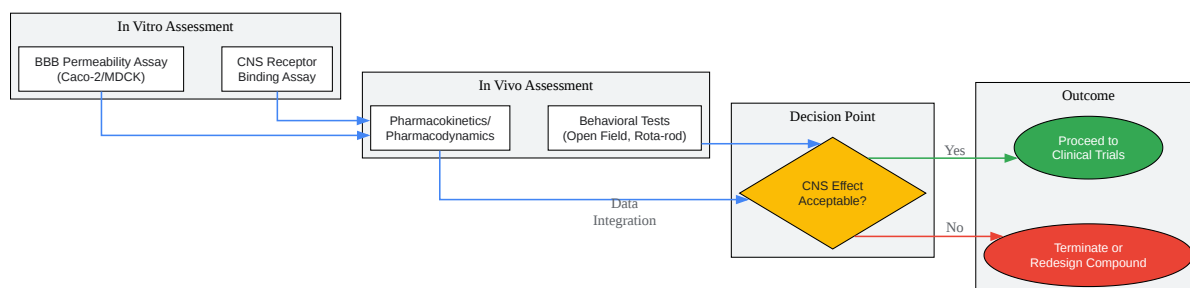 In Vitro Assessment
BBB Permeability Assay
(Caco-2/MDCK)
CNS Receptor
Binding Assay
In Vivo Assessment
Pharmacokinetics/
Pharmacodynamics
Behavioral Tests
(Open Field, Rota-rod)
Data
Integration
Decision Point
CNS Effect
Acceptable?
Yes
No
Outcome
Proceed to
Clinical Trials
Terminate or
Redesign Compound